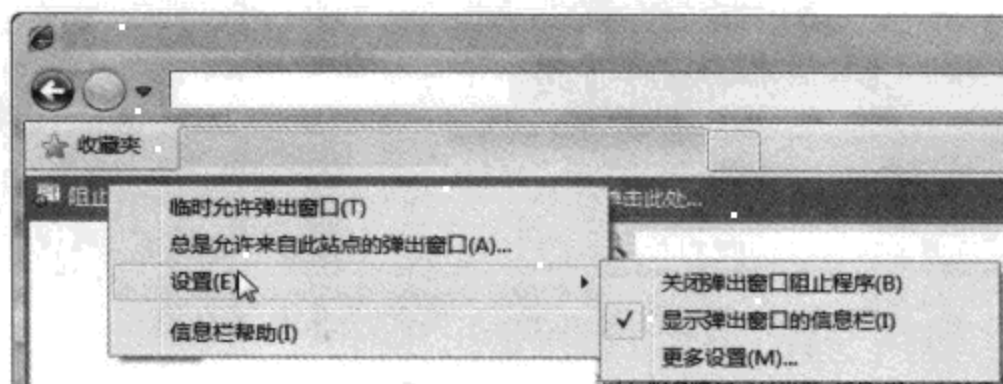 收藏夹
阻止 单击此处...
临时允许弹出窗口(T)
总是允许来自此站点的弹出窗口(A)...
设置(E)
关闭弹出窗口阻止程序(B)
显示弹出窗口的信息栏(I)
更多设置(M)...
信息栏帮助(I)